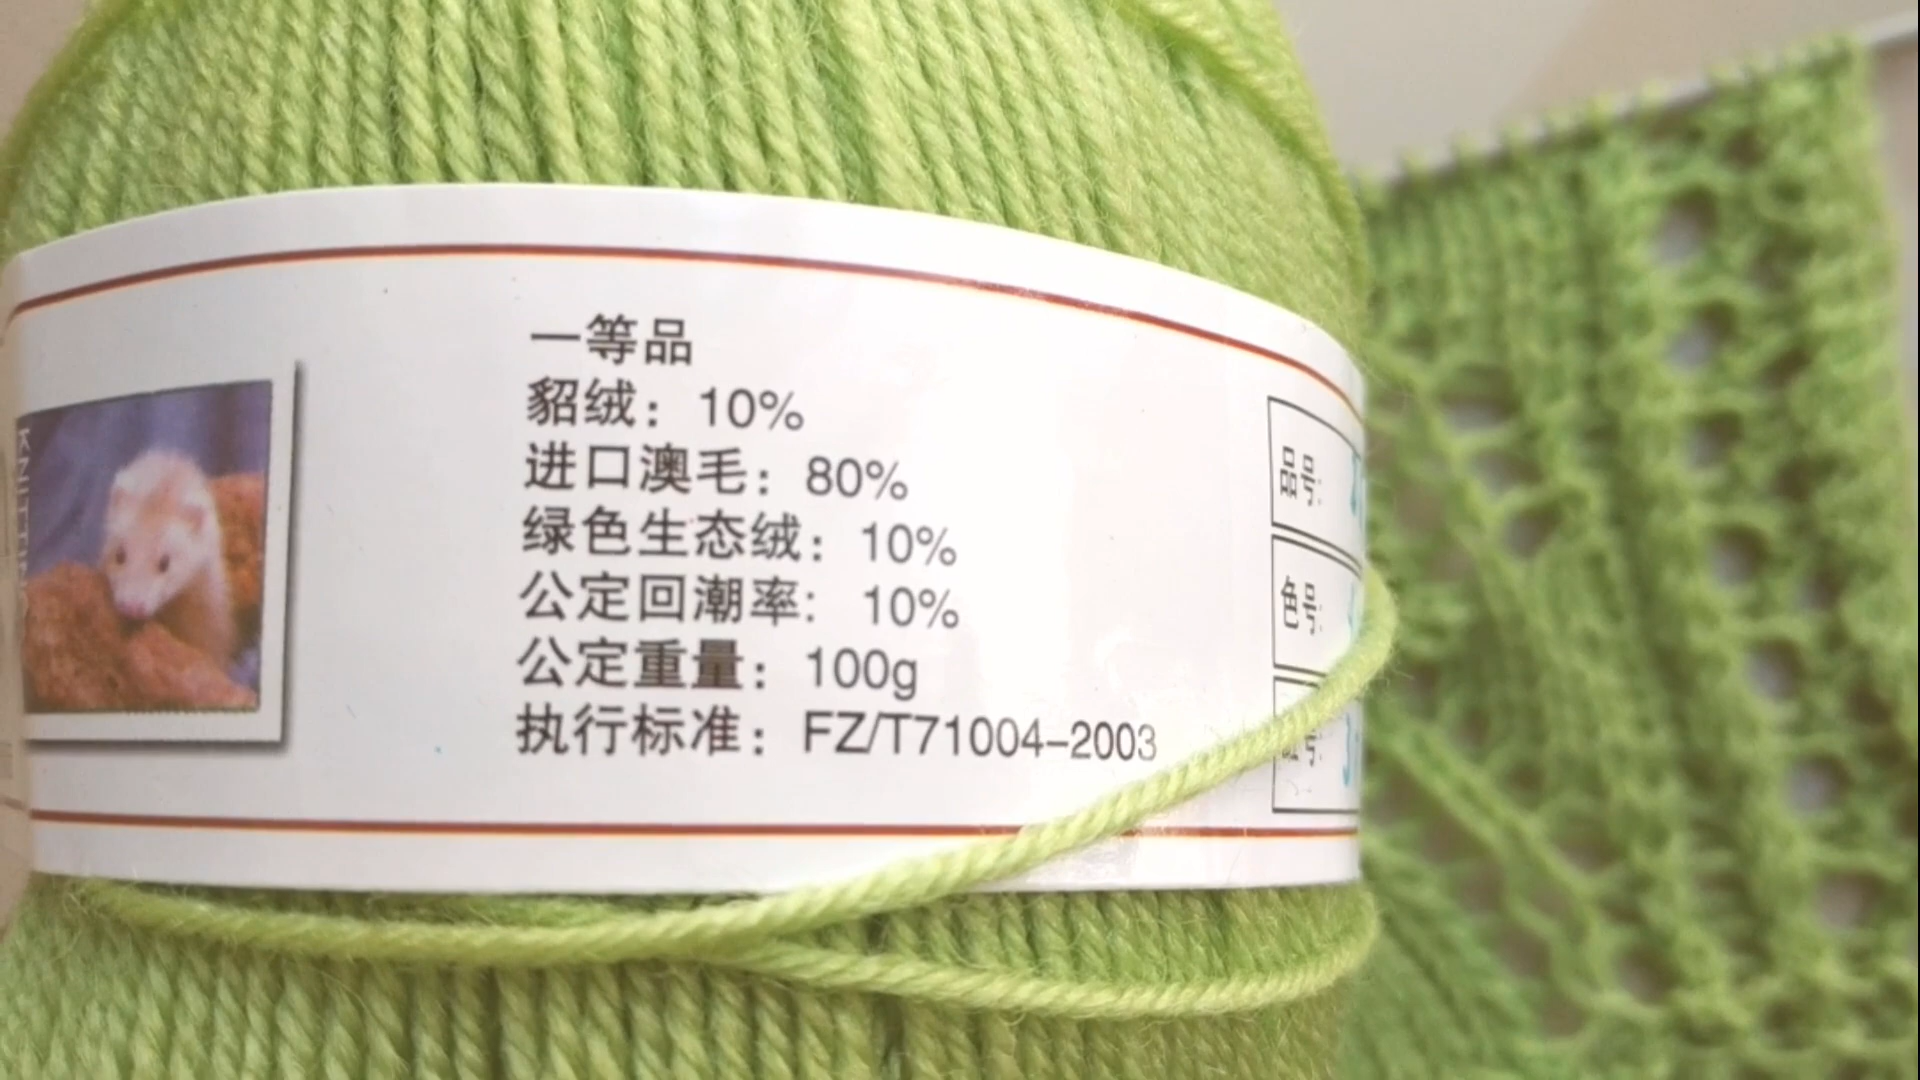 一等品
貂绒：10%
进口澳毛：80%
绿色生态绒：10%
公定回潮率：10%
公定重量：100g
执行标准：FZ/T71004-2003
品号:
色号: